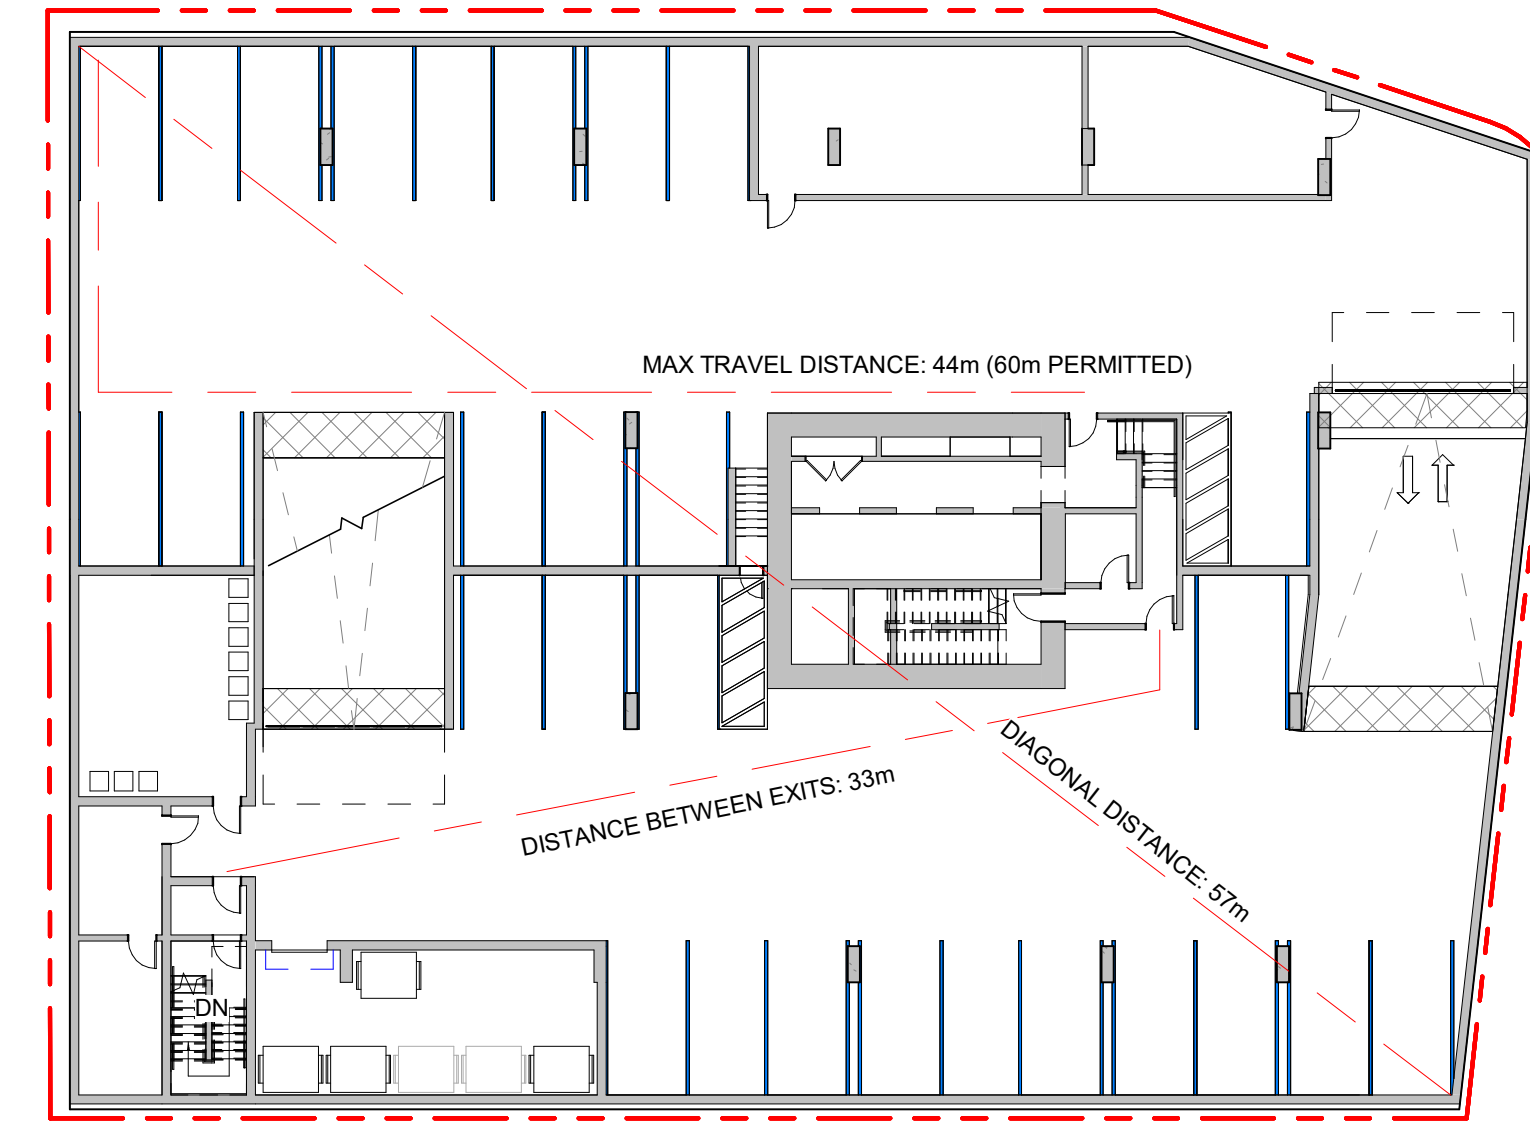 MAX TRAVEL DISTANCE: 44m (60m PERMITTED)
DISTANCE BETWEEN EXITS: 33m
DIAGONAL DISTANCE: 57m
DN